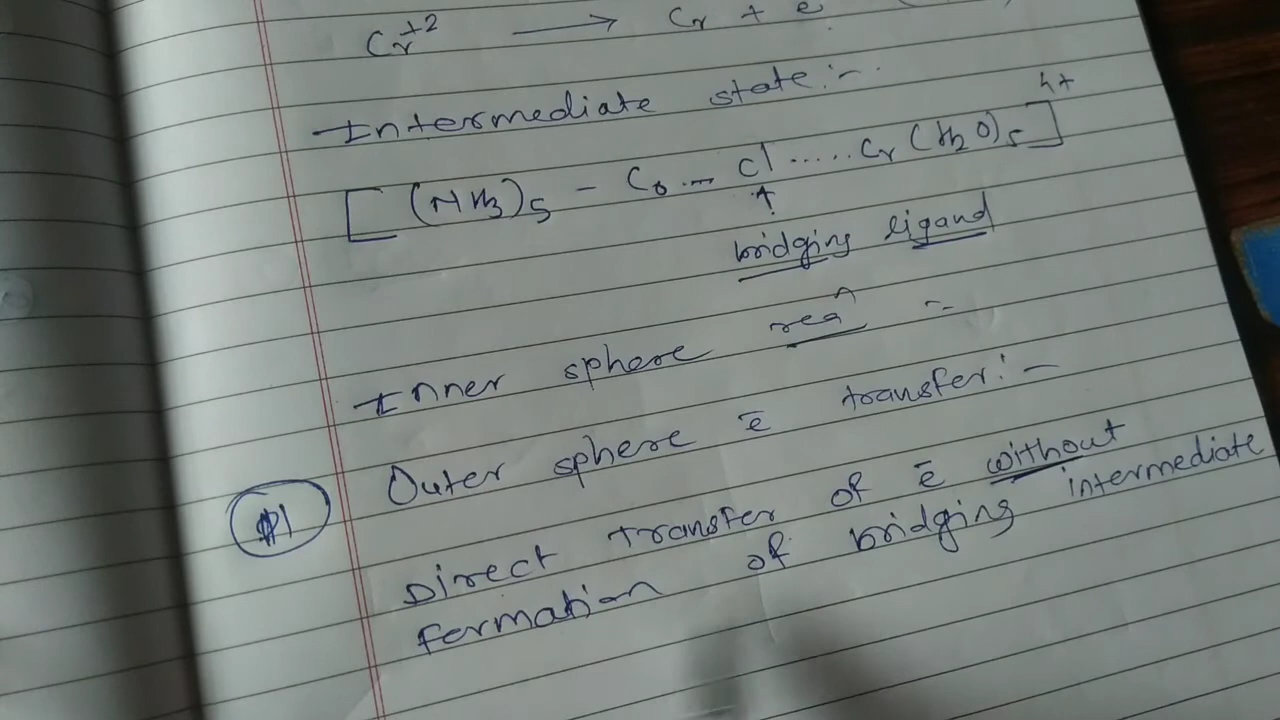 Cr+2 → Cr + e
Intermediate state:-
[(NH3)5 - Co ... Cl ..... Cr(H2O)5]4+
↑
bridging ligand
Inner sphere rean :-
Outer sphere ē transfer:-
Direct transfer of ē without
formation of bridging intermediate